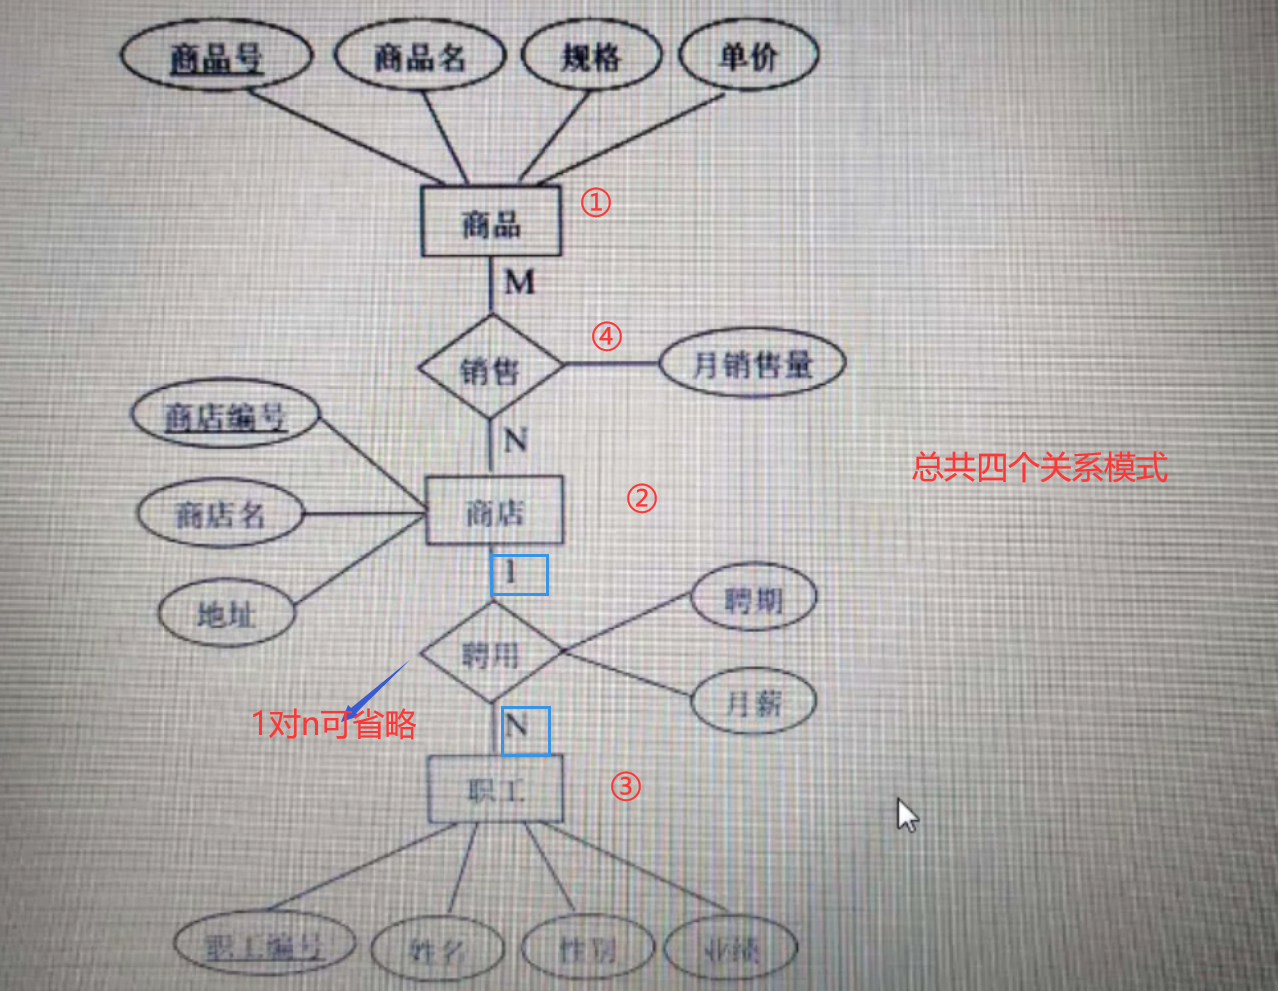 商品号 商品名 规格 单价
商品 ①
M
销售 ④ 月销售量
商店编号
N
总共四个关系模式
商店名 商店 ②
1
地址 聘期
聘用
月薪
1对n可省略
N
职工 ③
职工编号 姓名 性别 业绩